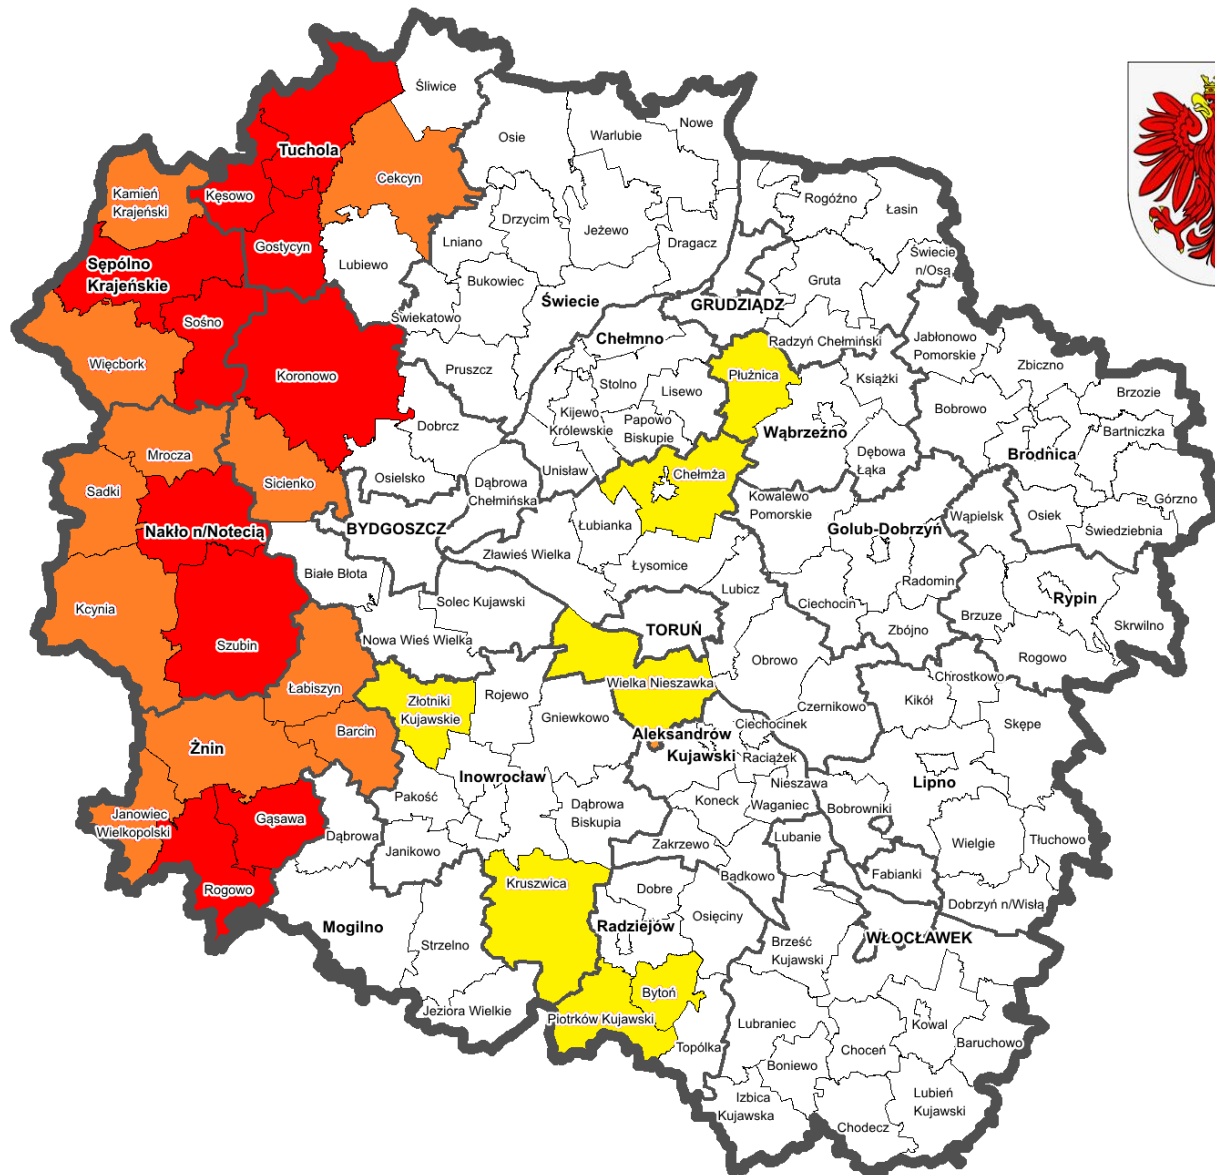 Śliwice
Nowe
Osie
Warlubie
Tuchola
Cekcyn
Kamień
Krajeński
Kęsowo
Rogóźno
Łasin
Drzycim
Jeżewo
Gostycyn
Lniano
Dragacz
Świecie
n/Osą
Lubiewo
Sępólno
Krajeńskie
Bukowiec
Gruta
Świecie
GRUDZIĄDZ
Świekatowo
Sośno
Chełmno
Radzyń Chełmiński
Jabłonowo
Pomorskie
Więcbork
Koronowo
Pruszcz
Stolno
Lisewo
Płużnica
Książki
Zbiczno
Brzozie
Bobrowo
Kijewo
Królewskie
Papowo
Biskupie
Dobrcz
Wąbrzeźno
Bartniczka
Mrocza
Dębowa
Łąka
Brodnica
Sicienko
Osielsko
Dąbrowa
Chełmińska
Unisław
Chełmża
Sadki
Kowalewo
Pomorskie
Górzno
Nakło n/Notecią
BYDGOSZCZ
Łubianka
Golub-Dobrzyń
Wąpielsk
Osiek
Świedziebnia
Zławieś Wielka
Łysomice
Białe Błota
Radomin
Lubicz
Solec Kujawski
Rypin
Kcynia
Ciechocin
Brzuze
Skrwilno
Szubin
Nowa Wieś Wielka
TORUŃ
Zbójno
Rogowo
Obrowo
Łabiszyn
Wielka Nieszawka
Chrostkowo
Złotniki
Kujawskie
Rojewo
Kikół
Czernikowo
Gniewkowo
Skępe
Barcin
Ciechocinek
Żnin
Aleksandrów
Kujawski
Raciążek
Inowrocław
Lipno
Nieszawa
Pakość
Koneck
Waganiec
Bobrowniki
Janowiec
Wielkopolski
Gąsawa
Dąbrowa
Biskupia
Dąbrowa
Lubanie
Wielgie
Tłuchowo
Janikowo
Zakrzewo
Bądkowo
Fabianki
Kruszwica
Rogowo
Dobre
Dobrzyń n/Wisłą
Osięciny
Mogilno
Radziejów
WŁOCŁAWEK
Strzelno
Brześć
Kujawski
Bytoń
Jeziora Wielkie
Piotrków Kujawski
Lubraniec
Kowal
Topólka
Choceń
Baruchowo
Boniewo
Izbica
Kujawska
Lubień
Kujawski
Chodecz